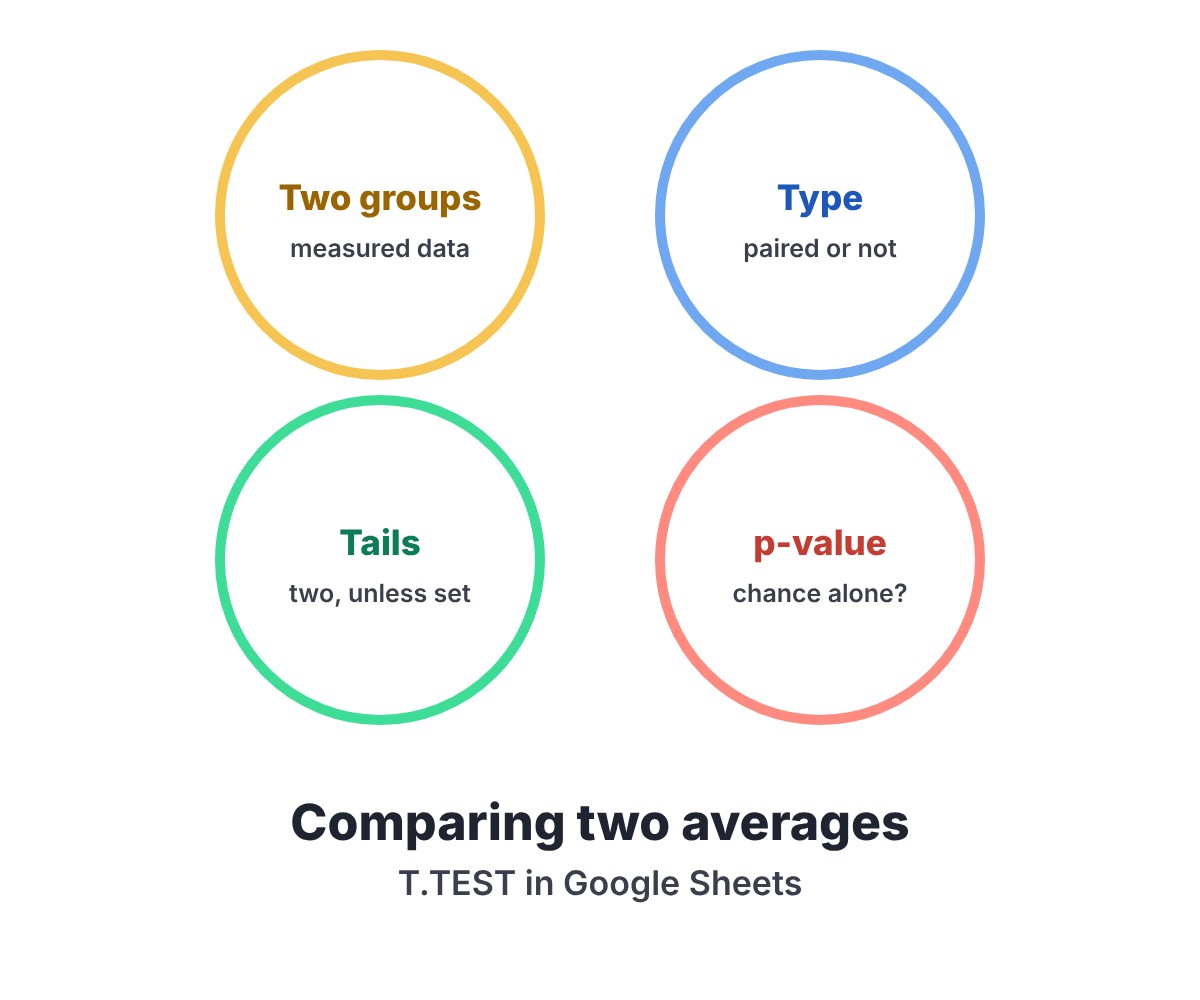 Two groups
measured data
Type
paired or not
Tails
two, unless set
p-value
chance alone?
Comparing two averages
T.TEST in Google Sheets